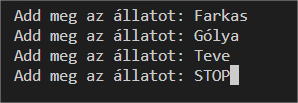 Add meg az állatot: Farkas
Add meg az állatot: Gólya
Add meg az állatot: Teve
Add meg az állatot: STOP